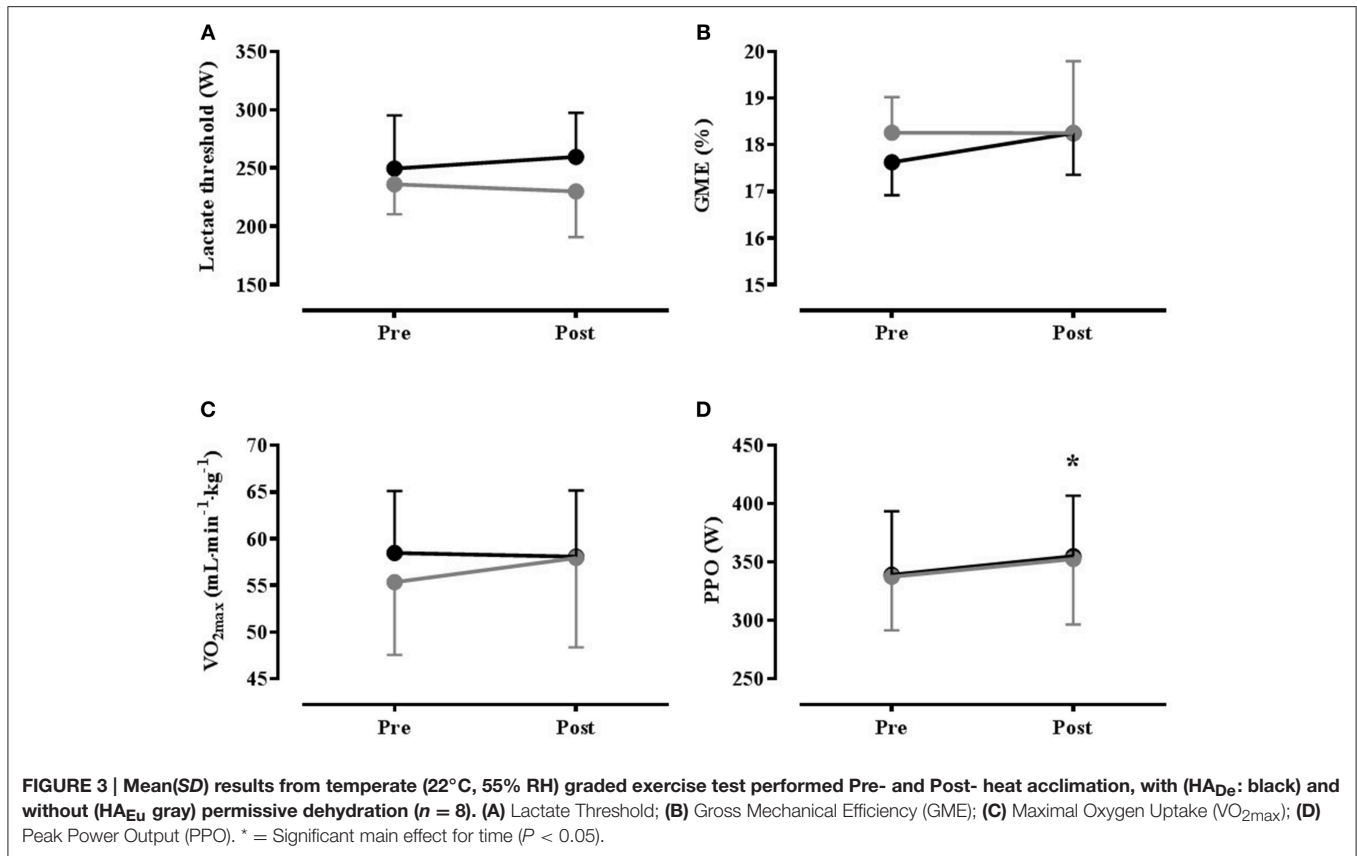 A
Lactate threshold (W)
350
300
250
200
150
Pre Post
B
GME (%)
20
19
18
17
16
15
Pre Post
C
VO2max (mL·min-1·kg-1)
70
65
60
55
50
45
Pre Post
D
PPO (W)
450
400
350
300
250
*
Pre Post
FIGURE 3 | Mean(SD) results from temperate (22°C, 55% RH) graded exercise test performed Pre- and Post- heat acclimation, with (HADe: black) and
without (HAEu gray) permissive dehydration (n = 8). (A) Lactate Threshold; (B) Gross Mechanical Efficiency (GME); (C) Maximal Oxygen Uptake (VO2max); (D)
Peak Power Output (PPO). * = Significant main effect for time (P < 0.05).